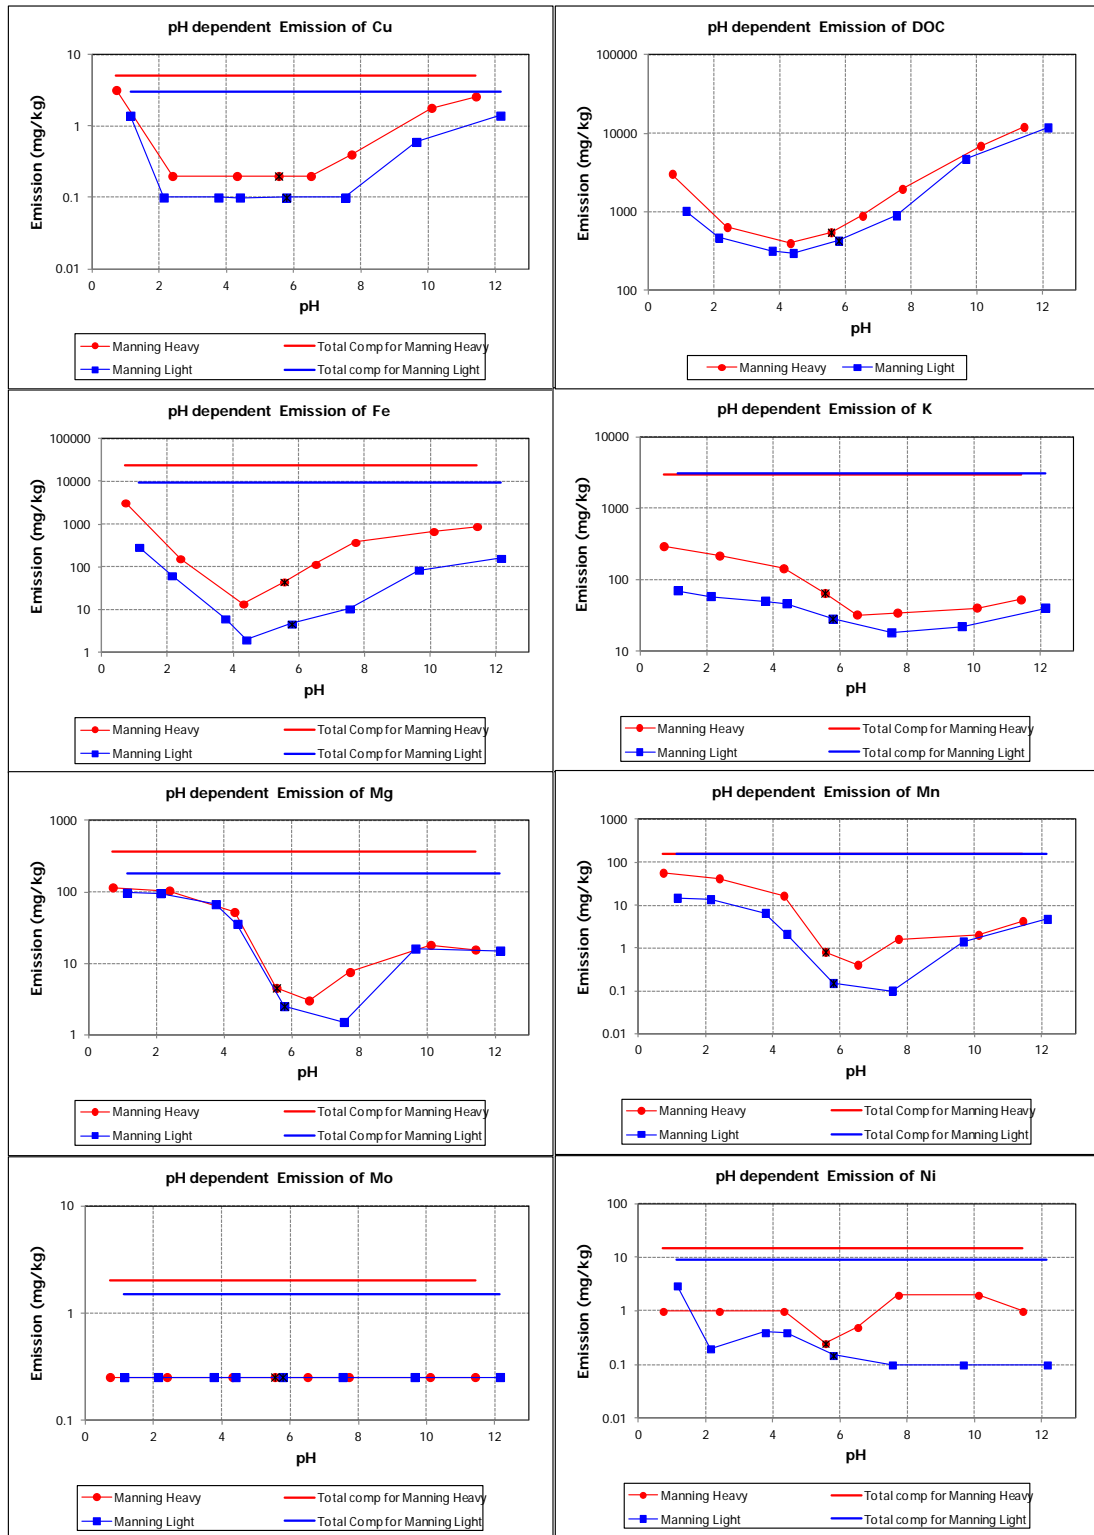 pH dependent Emission of Cu
Emission (mg/kg)
10
1
0.1
0.01
0 2 4 6 8 10 12
pH
Manning Heavy Total Comp for Manning Heavy
Manning Light Total comp for Manning Light
pH dependent Emission of DOC
Emission (mg/kg)
100000
10000
1000
100
0 2 4 6 8 10 12
pH
Manning Heavy Manning Light
pH dependent Emission of Fe
Emission (mg/kg)
100000
10000
1000
100
10
1
0 2 4 6 8 10 12
pH
Manning Heavy Total Comp for Manning Heavy
Manning Light Total Comp for Manning Light
pH dependent Emission of K
Emission (mg/kg)
10000
1000
100
10
0 2 4 6 8 10 12
pH
Manning Heavy Total Comp for Manning Heavy
Manning Light Total comp for Manning Light
pH dependent Emission of Mg
Emission (mg/kg)
1000
100
10
1
0 2 4 6 8 10 12
pH
Manning Heavy Total Comp for Manning Heavy
Manning Light Total Comp for Manning Light
pH dependent Emission of Mn
Emission (mg/kg)
1000
100
10
1
0.1
0.01
0 2 4 6 8 10 12
pH
Manning Heavy Total Comp for Manning Heavy
Manning Light Total Comp for Manning Light
pH dependent Emission of Mo
Emission (mg/kg)
10
1
0.1
0 2 4 6 8 10 12
pH
Manning Heavy Total Comp for Manning Heavy
Manning Light Total Comp for Manning Light
pH dependent Emission of Ni
Emission (mg/kg)
100
10
1
0.1
0.01
0 2 4 6 8 10 12
pH
Manning Heavy Total comp for Manning Heavy
Manning Light Total Comp for Manning Light